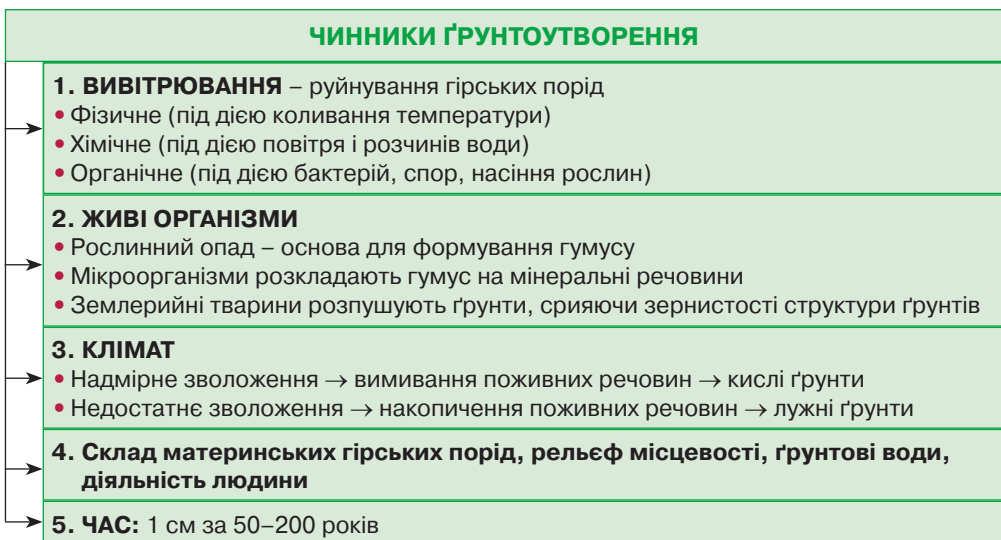 ЧИННИКИ ҐРУНТОУТВОРЕННЯ
1. ВИВІТРЮВАННЯ – руйнування гірських порід
• Фізичне (під дією коливання температури)
• Хімічне (під дією повітря і розчинів води)
• Органічне (під дією бактерій, спор, насіння рослин)
2. ЖИВІ ОРГАНІЗМИ
• Рослинний опад – основа для формування гумусу
• Мікроорганізми розкладають гумус на мінеральні речовини
• Землерийні тварини розпушують ґрунти, срияючи зернистості структури ґрунтів
3. КЛІМАТ
• Надмірне зволоження → вимивання поживних речовин → кислі ґрунти
• Недостатнє зволоження → накопичення поживних речовин → лужні ґрунти
4. Склад материнських гірських порід, рельєф місцевості, ґрунтові води,
діяльність людини
5. ЧАС: 1 см за 50–200 років